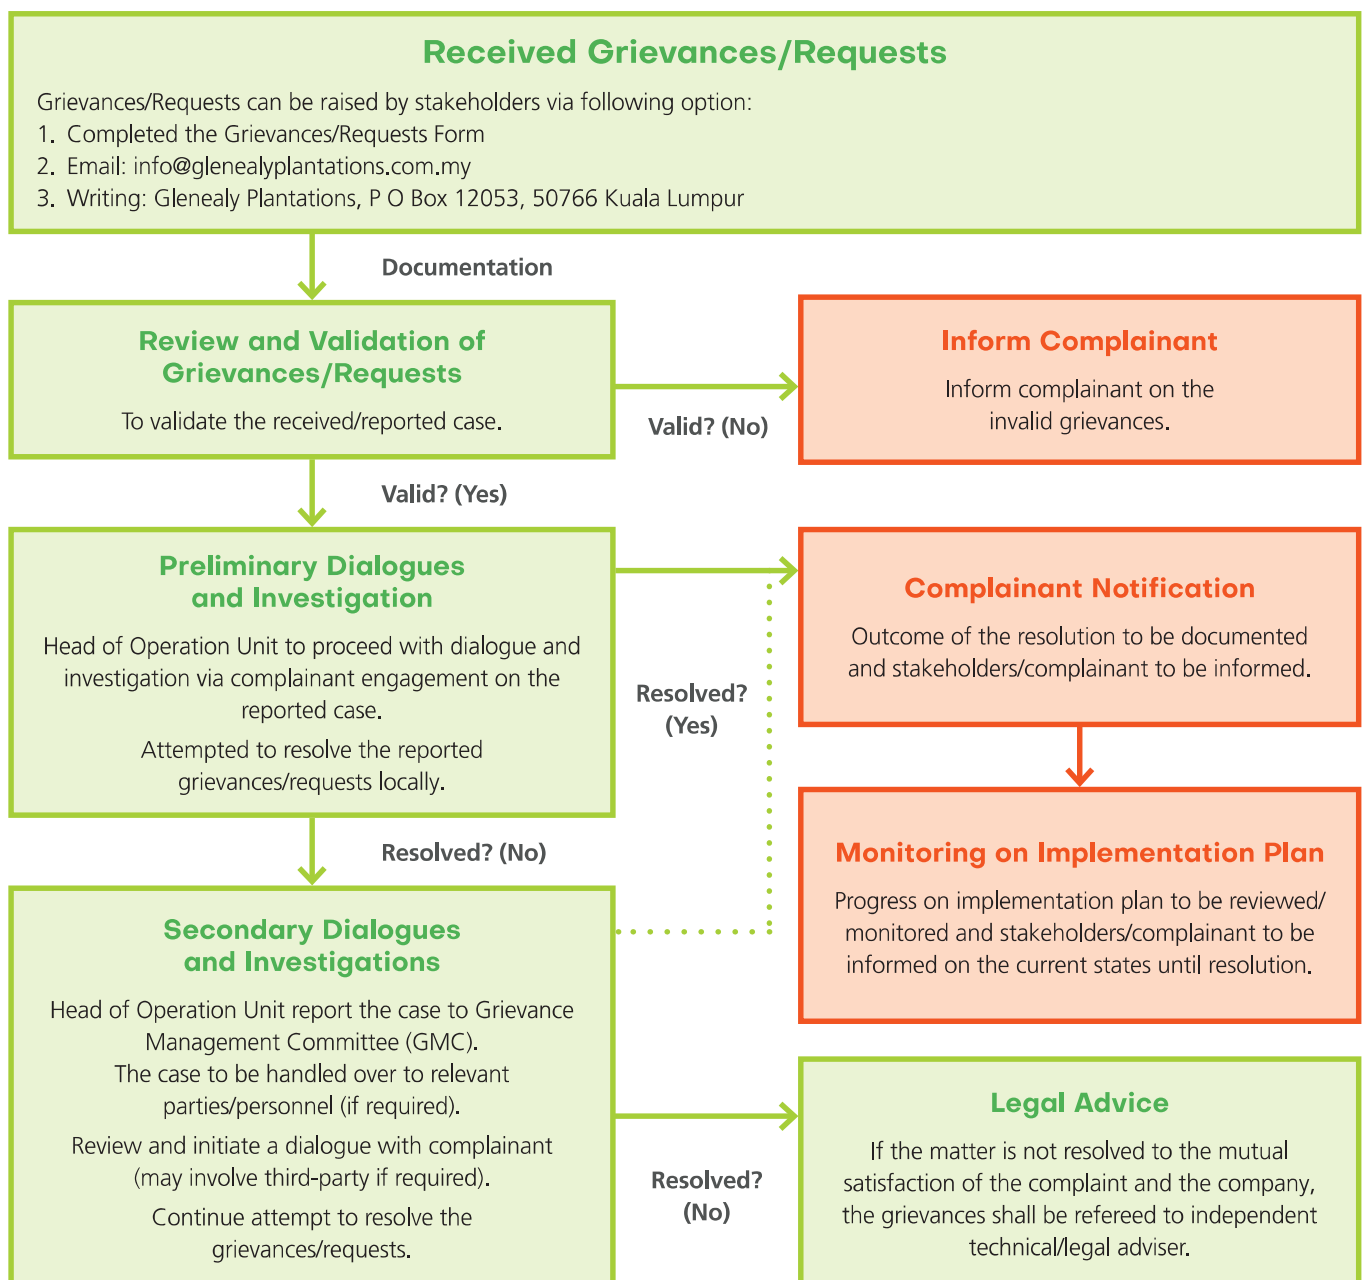 Received Grievances/Requests
Grievances/Requests can be raised by stakeholders via following option:
1. Completed the Grievances/Requests Form
2. Email: info@glenealyplantations.com.my
3. Writing: Glenealy Plantations, P O Box 12053, 50766 Kuala Lumpur
Documentation
Review and Validation of
Grievances/Requests
To validate the received/reported case.
Valid? (No)
Inform Complainant
Inform complainant on the
invalid grievances.
Valid? (Yes)
Preliminary Dialogues
and Investigation
Head of Operation Unit to proceed with dialogue and
investigation via complainant engagement on the
reported case.
Attempted to resolve the reported
grievances/requests locally.
Resolved?
(Yes)
Complainant Notification
Outcome of the resolution to be documented
and stakeholders/complainant to be informed.
Monitoring on Implementation Plan
Progress on implementation plan to be reviewed/
monitored and stakeholders/complainant to be
informed on the current states until resolution.
Resolved? (No)
Secondary Dialogues
and Investigations
Head of Operation Unit report the case to Grievance
Management Committee (GMC).
The case to be handled over to relevant
parties/personnel (if required).
Review and initiate a dialogue with complainant
(may involve third-party if required).
Continue attempt to resolve the
grievances/requests.
Resolved?
(No)
Legal Advice
If the matter is not resolved to the mutual
satisfaction of the complaint and the company,
the grievances shall be refereed to independent
technical/legal adviser.